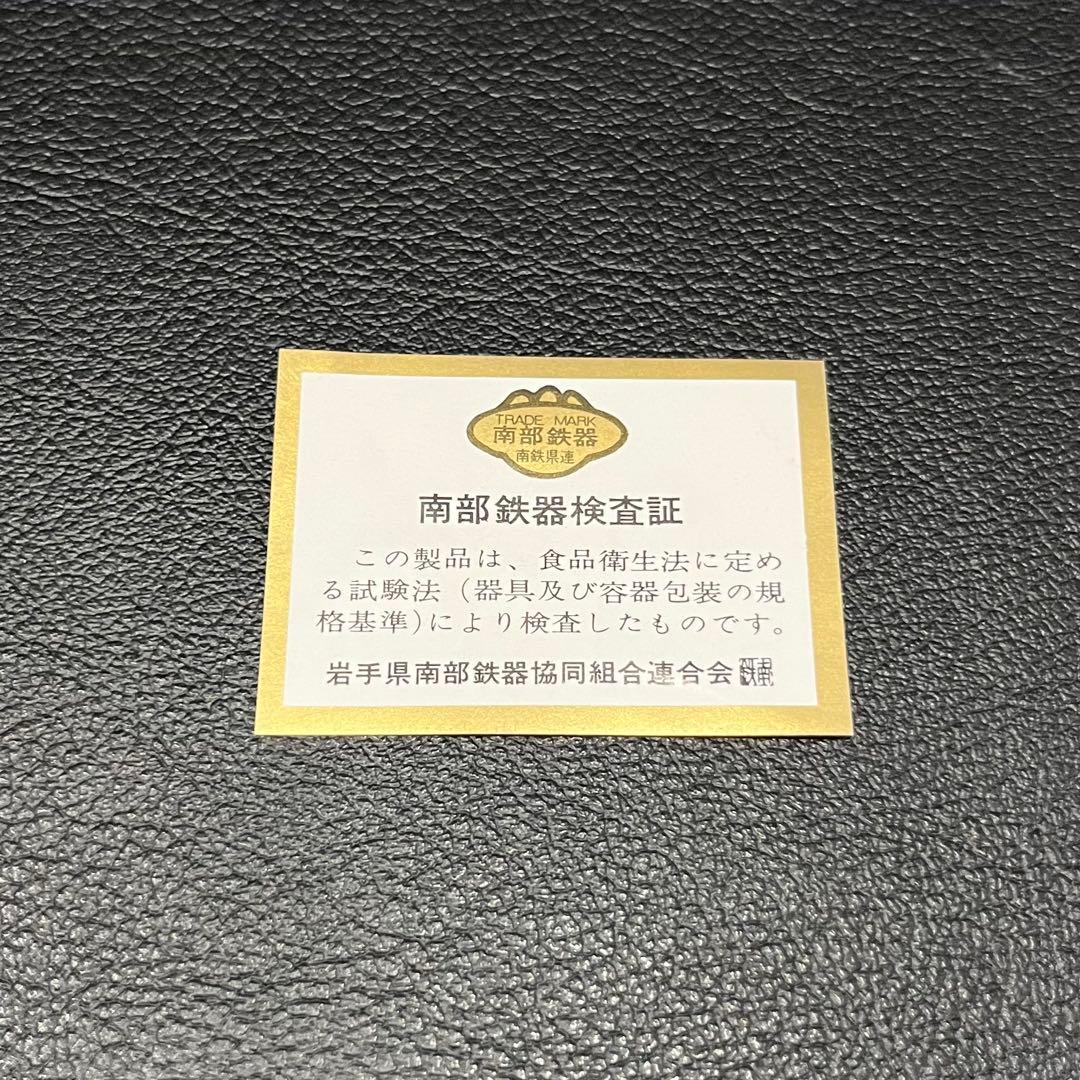 TRADE MARK
南部鉄器
南鉄県連
南部鉄器検査証
この製品は、食品衛生法に定め
る試験法（器具及び容器包装の規
格基準)により検査したものです。
岩手県南部鉄器協同組合連合会